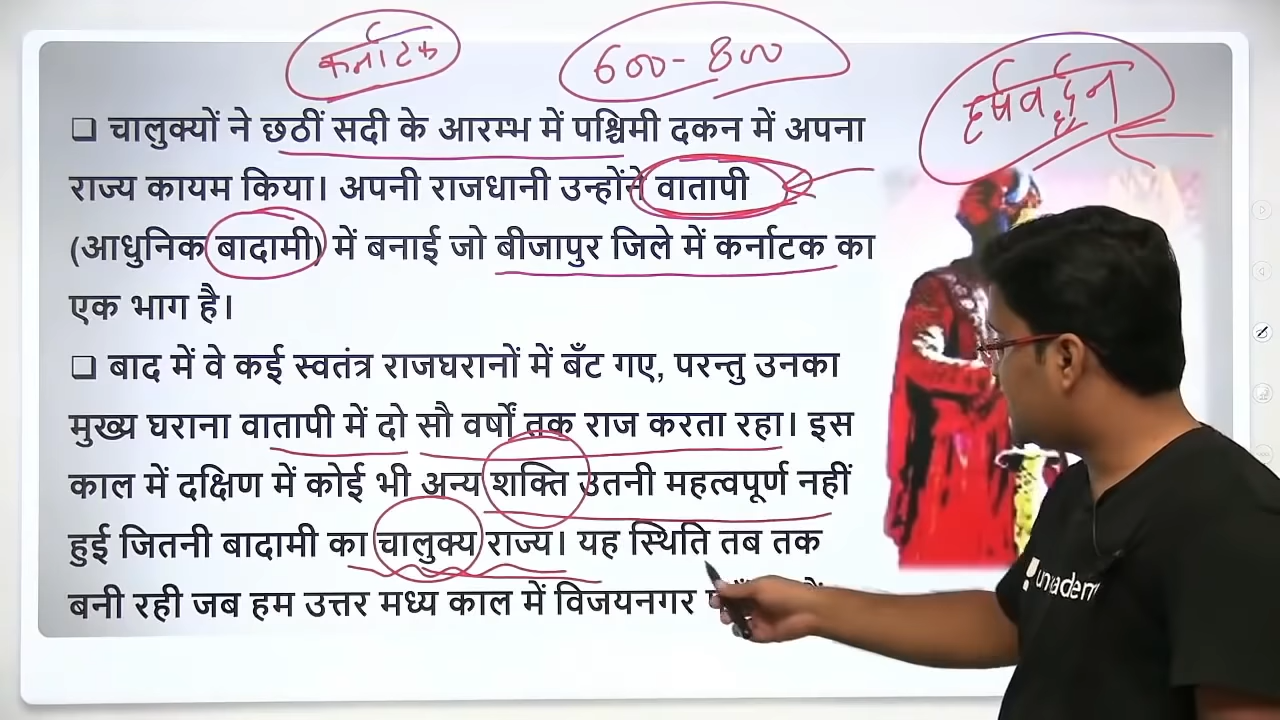 कर्नाटक
600-800
हर्षवर्द्धन
❑ चालुक्यों ने छठीं सदी के आरम्भ में पश्चिमी दकन में अपना
राज्य कायम किया। अपनी राजधानी उन्होंने वातापी
(आधुनिक बादामी) में बनाई जो बीजापुर जिले में कर्नाटक का
एक भाग है।
❑ बाद में वे कई स्वतंत्र राजघरानों में बँट गए, परन्तु उनका
मुख्य घराना वातापी में दो सौ वर्षों तक राज करता रहा। इस
काल में दक्षिण में कोई भी अन्य शक्ति उतनी महत्वपूर्ण नहीं
हुई जितनी बादामी का चालुक्य राज्य। यह स्थिति तब तक
बनी रही जब हम उत्तर मध्य काल में विजयनगर